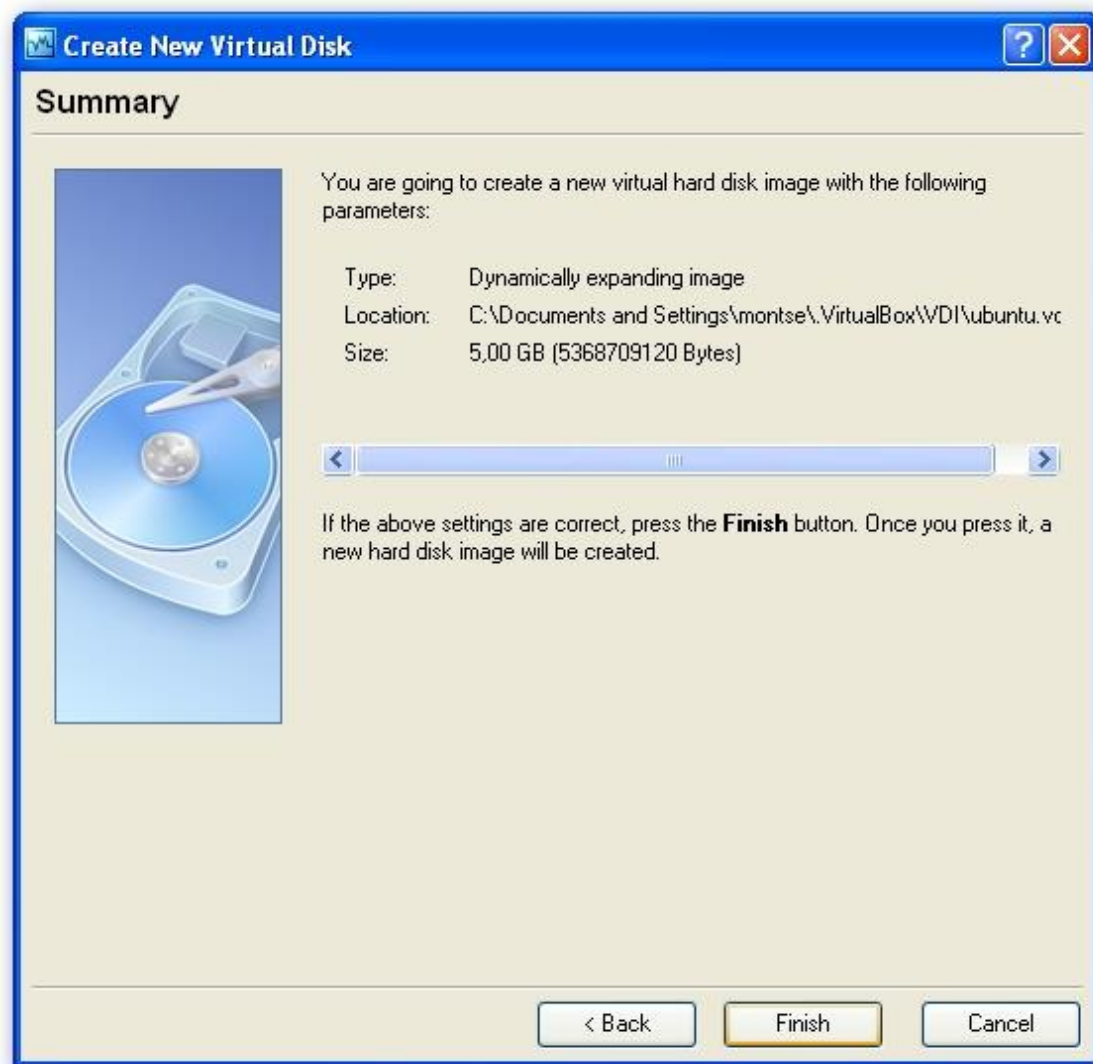 Create New Virtual Disk
Summary
You are going to create a new virtual hard disk image with the following
parameters:
Type: Dynamically expanding image
Location: C:\Documents and Settings\montse\.VirtualBox\VDI\ubuntu.vc
Size: 5,00 GB (5368709120 Bytes)
If the above settings are correct, press the Finish button. Once you press it, a
new hard disk image will be created.
< Back Finish Cancel